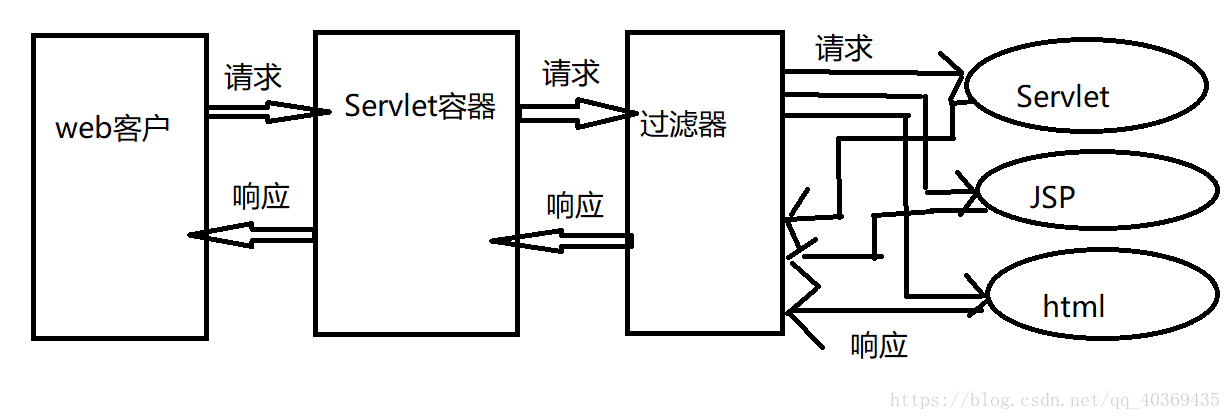 web客户
请求
响应
Servlet容器
请求
响应
过滤器
请求
Servlet
JSP
html
响应
https://blog.csdn.net/qq_40369435